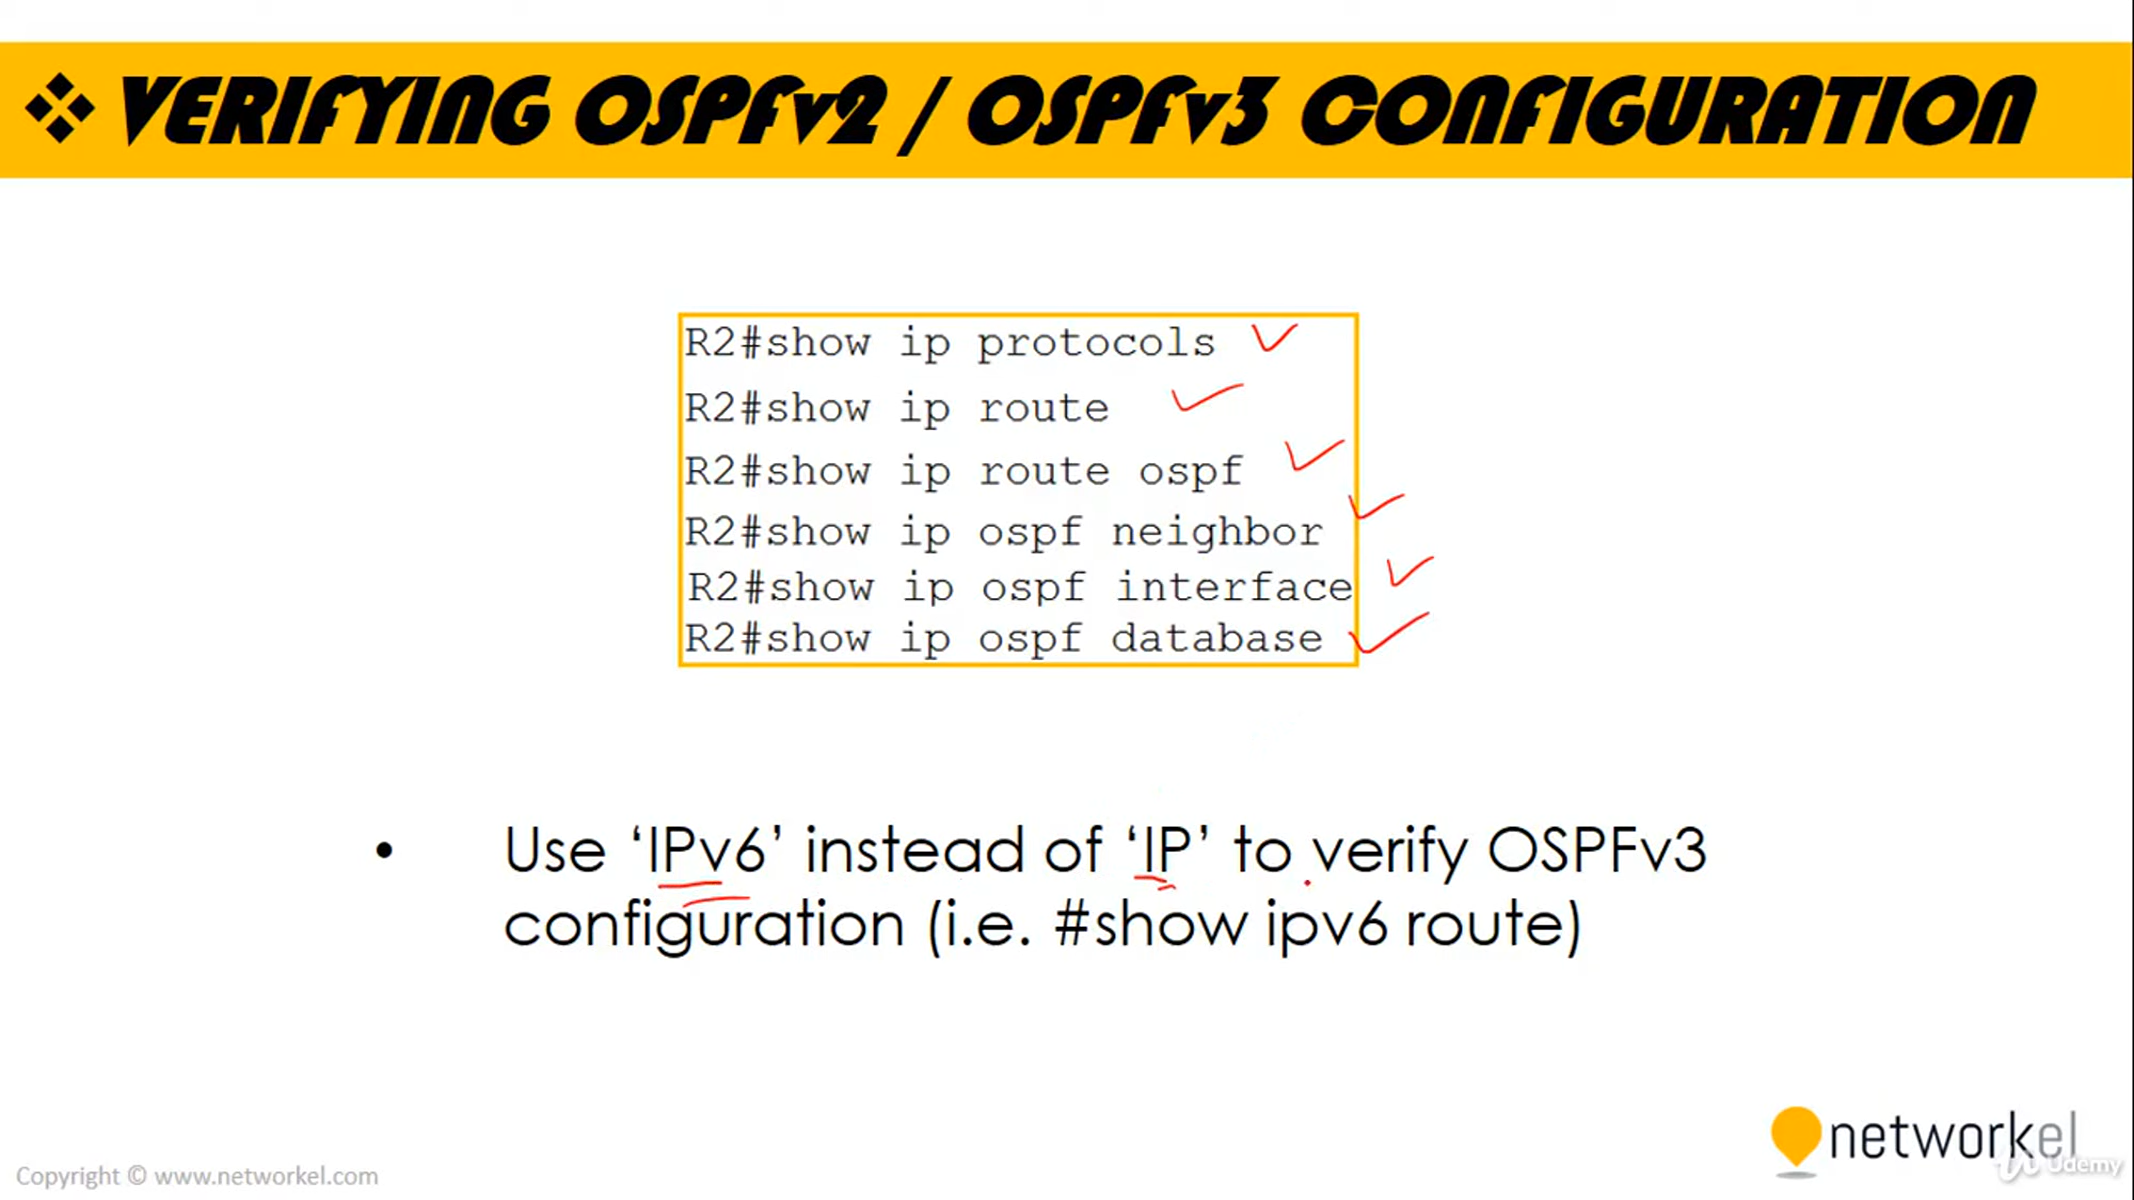 ❖ VERIFYING OSPFv2 / OSPFv3 CONFIGURATION
R2#show ip protocols
R2#show ip route
R2#show ip route ospf
R2#show ip ospf neighbor
R2#show ip ospf interface
R2#show ip ospf database
• Use ‘IPv6’ instead of ‘IP’ to verify OSPFv3
configuration (i.e. #show ipv6 route)
networkel
Udemy
Copyright © www.networkel.com